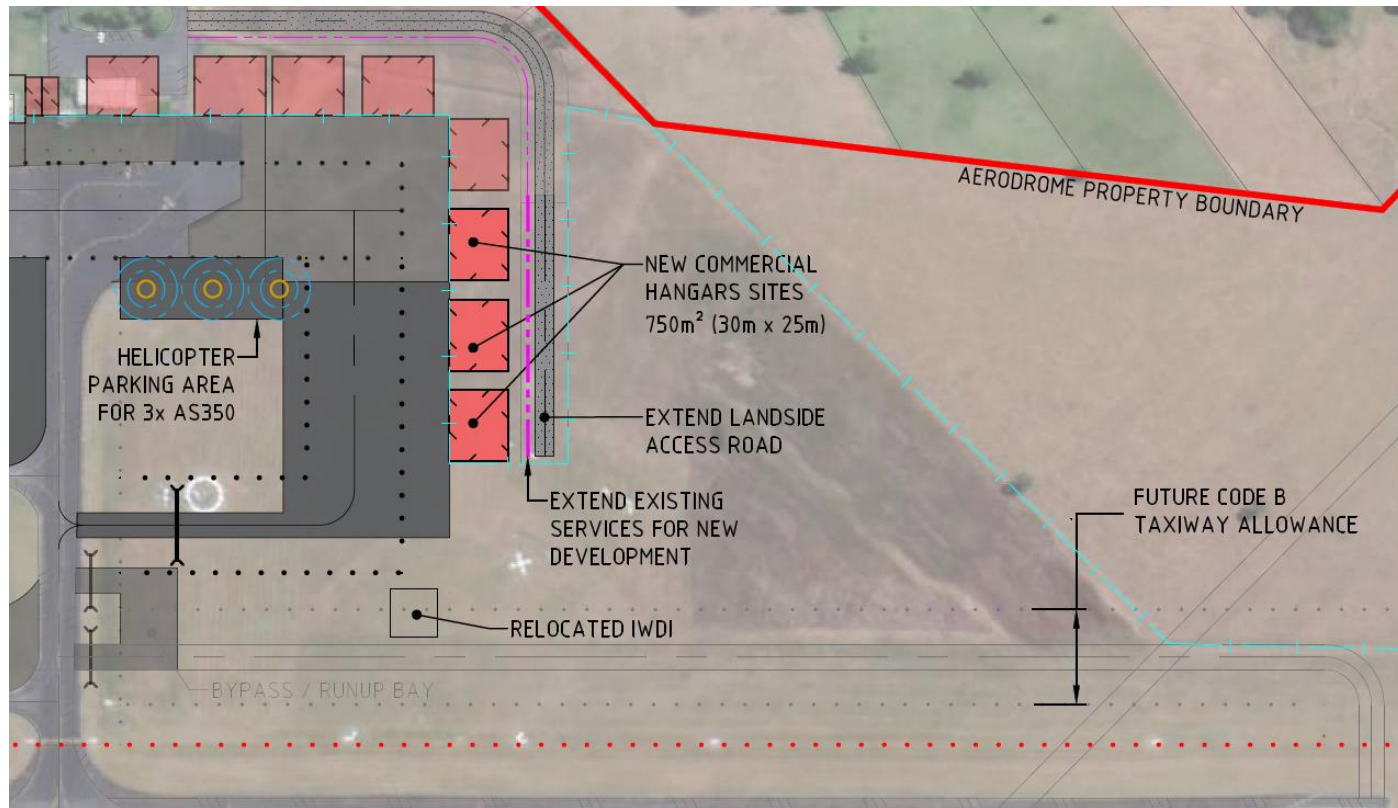 AERODROME PROPERTY BOUNDARY
NEW COMMERCIAL
HANGARS SITES
750m² (30m x 25m)
HELICOPTER
PARKING AREA
FOR 3x AS350
EXTEND LANDSIDE
ACCESS ROAD
EXTEND EXISTING
SERVICES FOR NEW
DEVELOPMENT
FUTURE CODE B
TAXIWAY ALLOWANCE
RELOCATED IWDI
BYPASS / RUNUP BAY